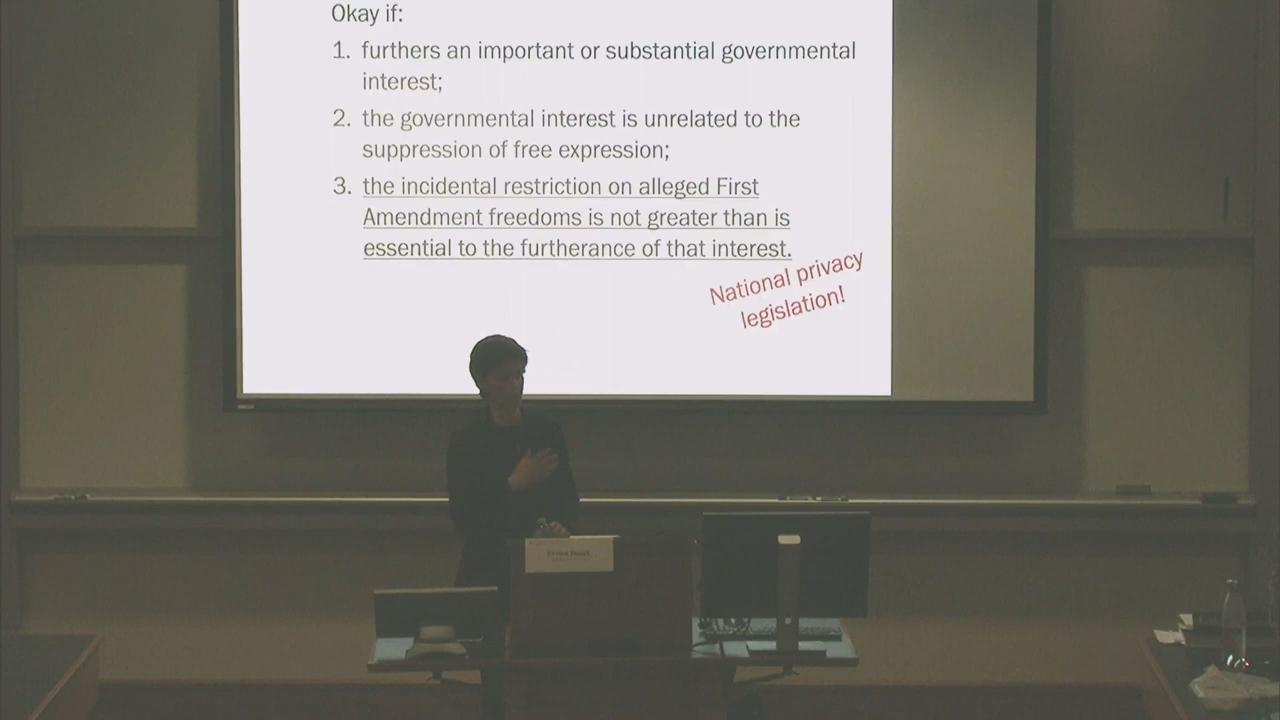 Okay if:
1. furthers an important or substantial governmental
interest;
2. the governmental interest is unrelated to the
suppression of free expression;
3. the incidental restriction on alleged First
Amendment freedoms is not greater than is
essential to the furtherance of that interest.
National privacy
legislation!